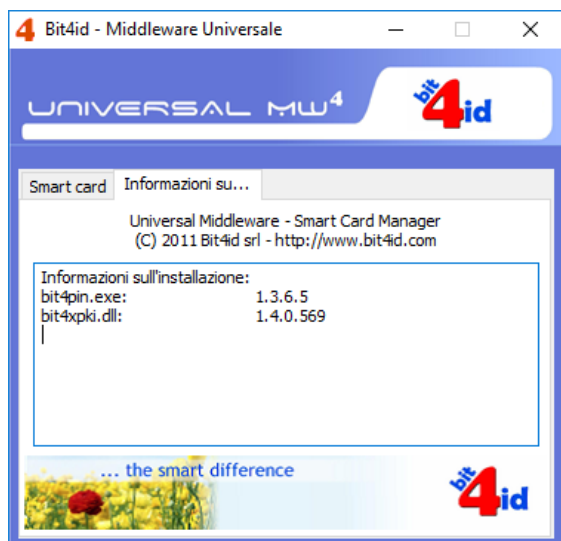 Bit4id - Middleware Universale
UNIVERSAL MW4
bit4id
Smart card
Informazioni su...
Universal Middleware - Smart Card Manager
(C) 2011 Bit4id srl - http://www.bit4id.com
Informazioni sull'installazione:
bit4pin.exe: 1.3.6.5
bit4xpki.dll: 1.4.0.569
... the smart difference
bit4id